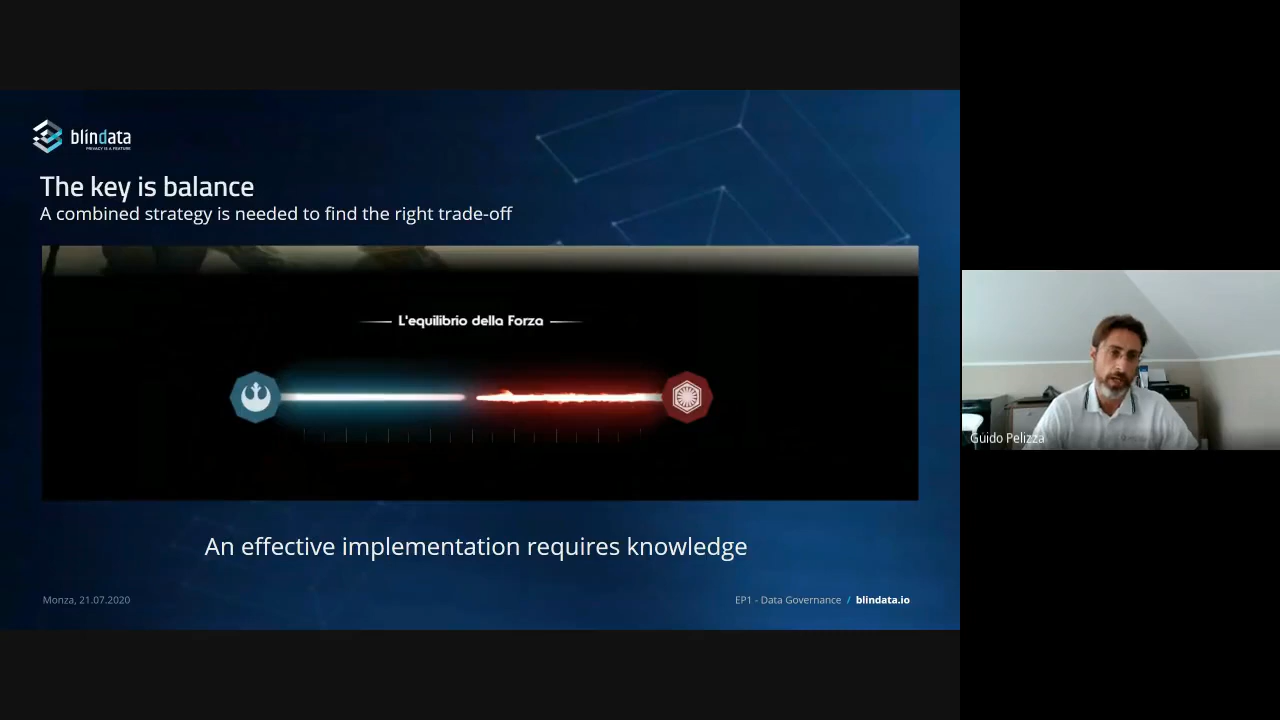 blindata
PRIVACY IS A FEATURE
The key is balance
A combined strategy is needed to find the right trade-off
L'equilibrio della Forza
An effective implementation requires knowledge
Monza, 21.07.2020
EP1 - Data Governance / blindata.io
Guido Pelizza